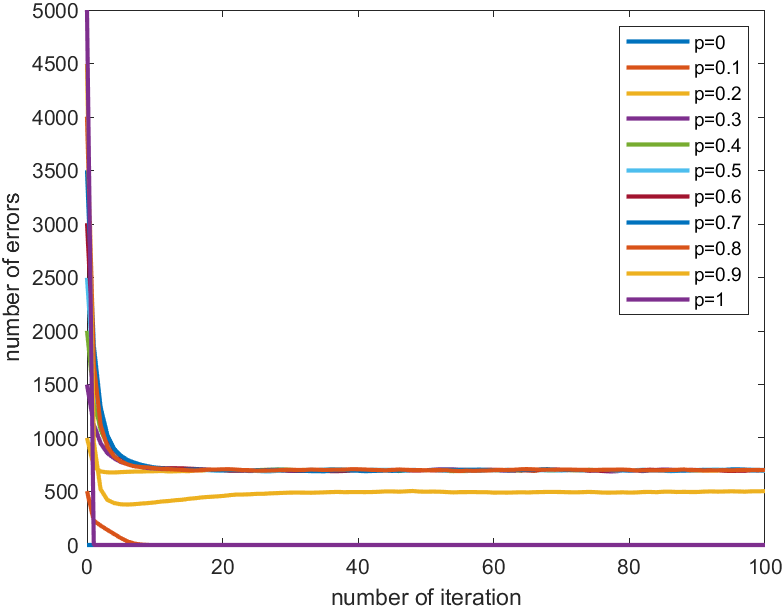 5000
4500
4000
3500
3000
2500
2000
1500
1000
500
0
number of errors
p=0
p=0.1
p=0.2
p=0.3
p=0.4
p=0.5
p=0.6
p=0.7
p=0.8
p=0.9
p=1
0 20 40 60 80 100
number of iteration